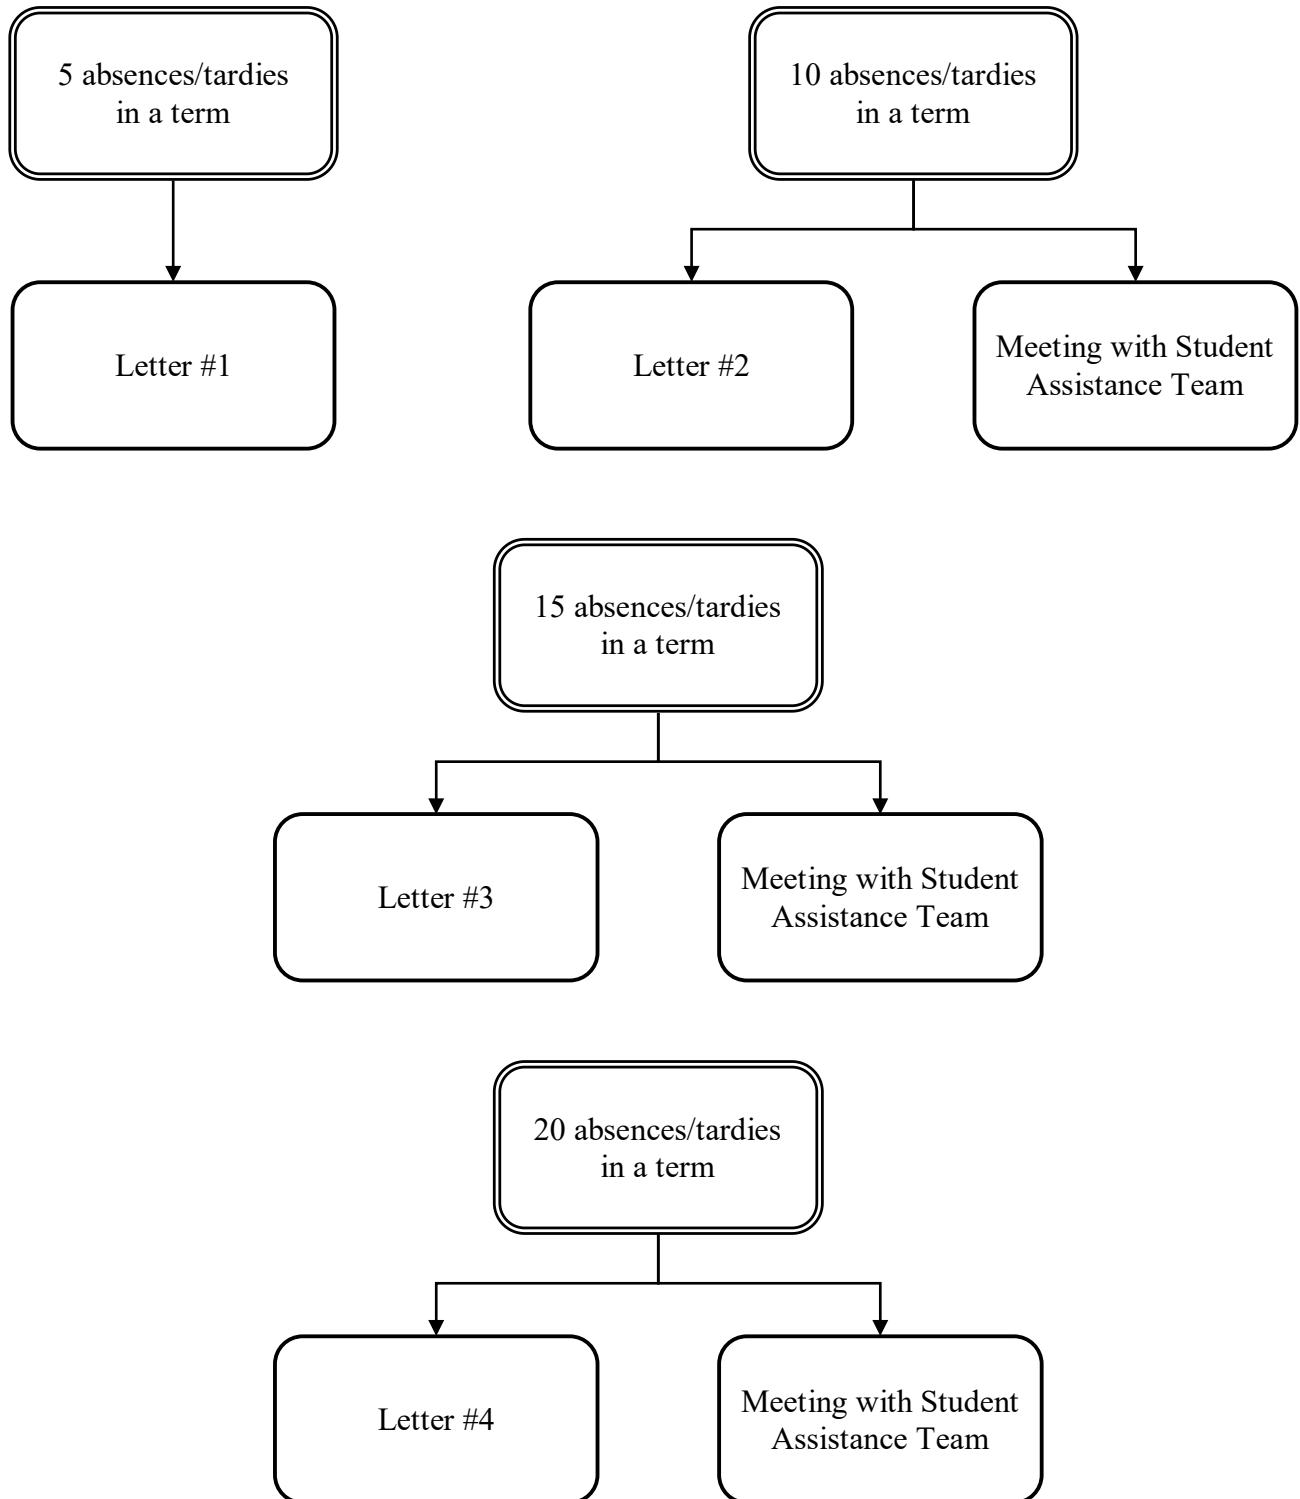 5 absences/tardies
in a term
10 absences/tardies
in a term
Letter #1
Letter #2
Meeting with Student
Assistance Team
15 absences/tardies
in a term
Letter #3
Meeting with Student
Assistance Team
20 absences/tardies
in a term
Letter #4
Meeting with Student
Assistance Team